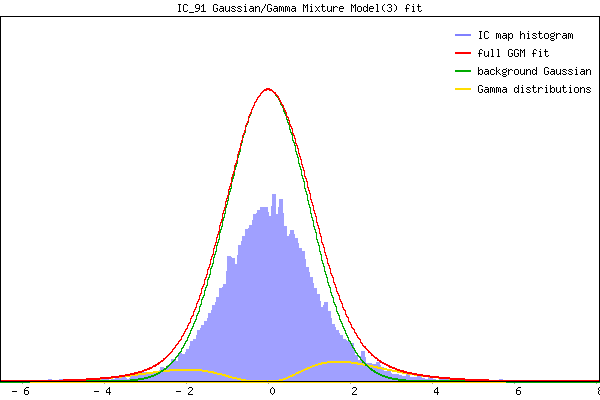 IC_91 Gaussian/Gamma Mixture Model(3) fit
IC map histogram
full GGM fit
background Gaussian
Gamma distributions
-6 -4 -2 0 2 4 6 8